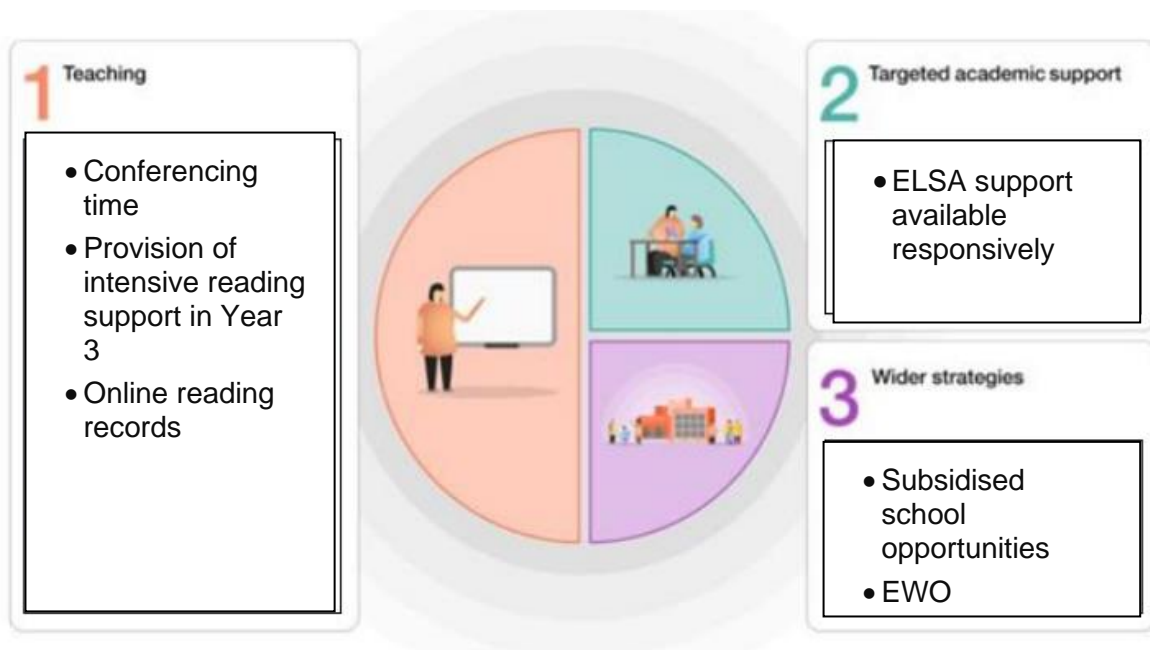 1 Teaching
• Conferencing
time
• Provision of
intensive reading
support in Year
3
• Online reading
records
2 Targeted academic support
• ELSA support
available
responsively
3 Wider strategies
• Subsidised
school
opportunities
• EWO